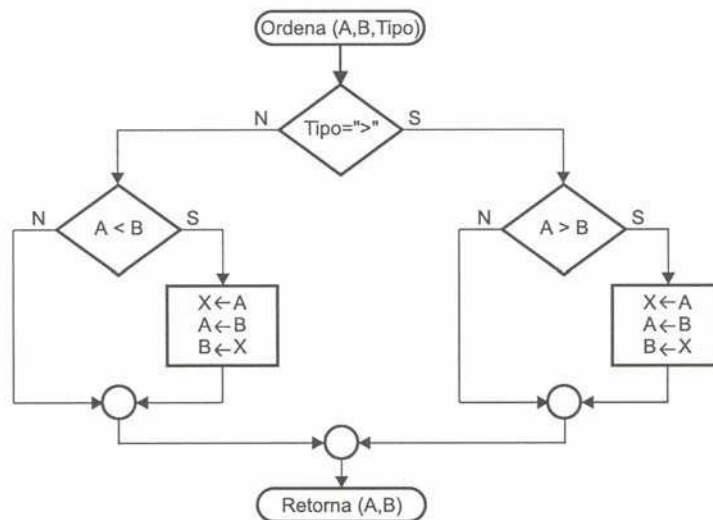 Ordena (A,B,Tipo)
N
Tipo=">"
S
N
A < B
S
N
A > B
S
X←A
A←B
B←X
X←A
A←B
B←X
Retorna (A,B)